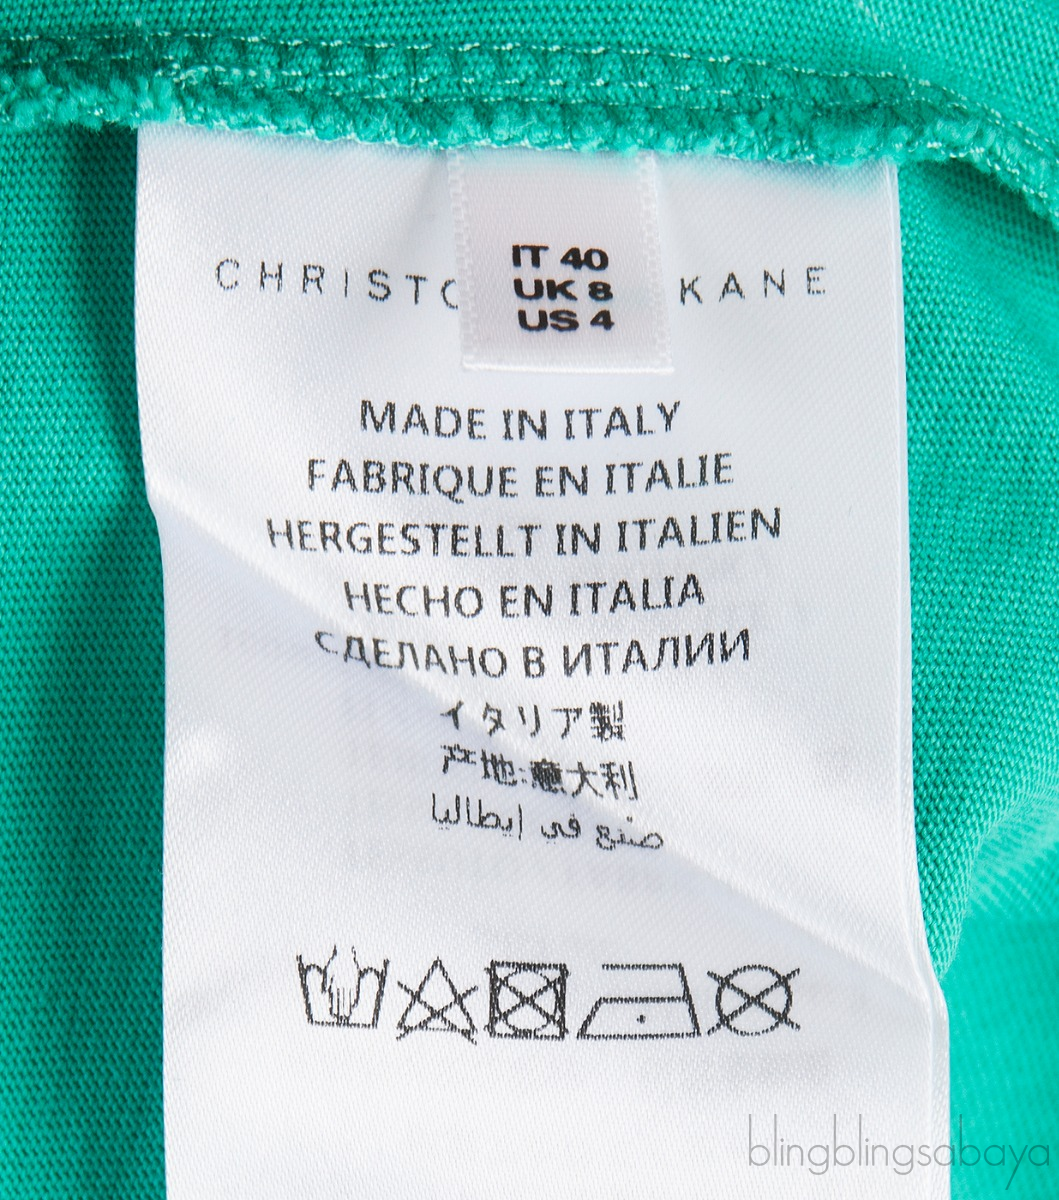 CHRISTO KANE
IT 40
UK 8
US 4
MADE IN ITALY
FABRIQUE EN ITALIE
HERGESTELLT IN ITALIEN
HECHO EN ITALIA
СДЕЛАНО В ИТАЛИИ
イタリア製
产地:意大利
صنع في إيطاليا
blingblingsabaya